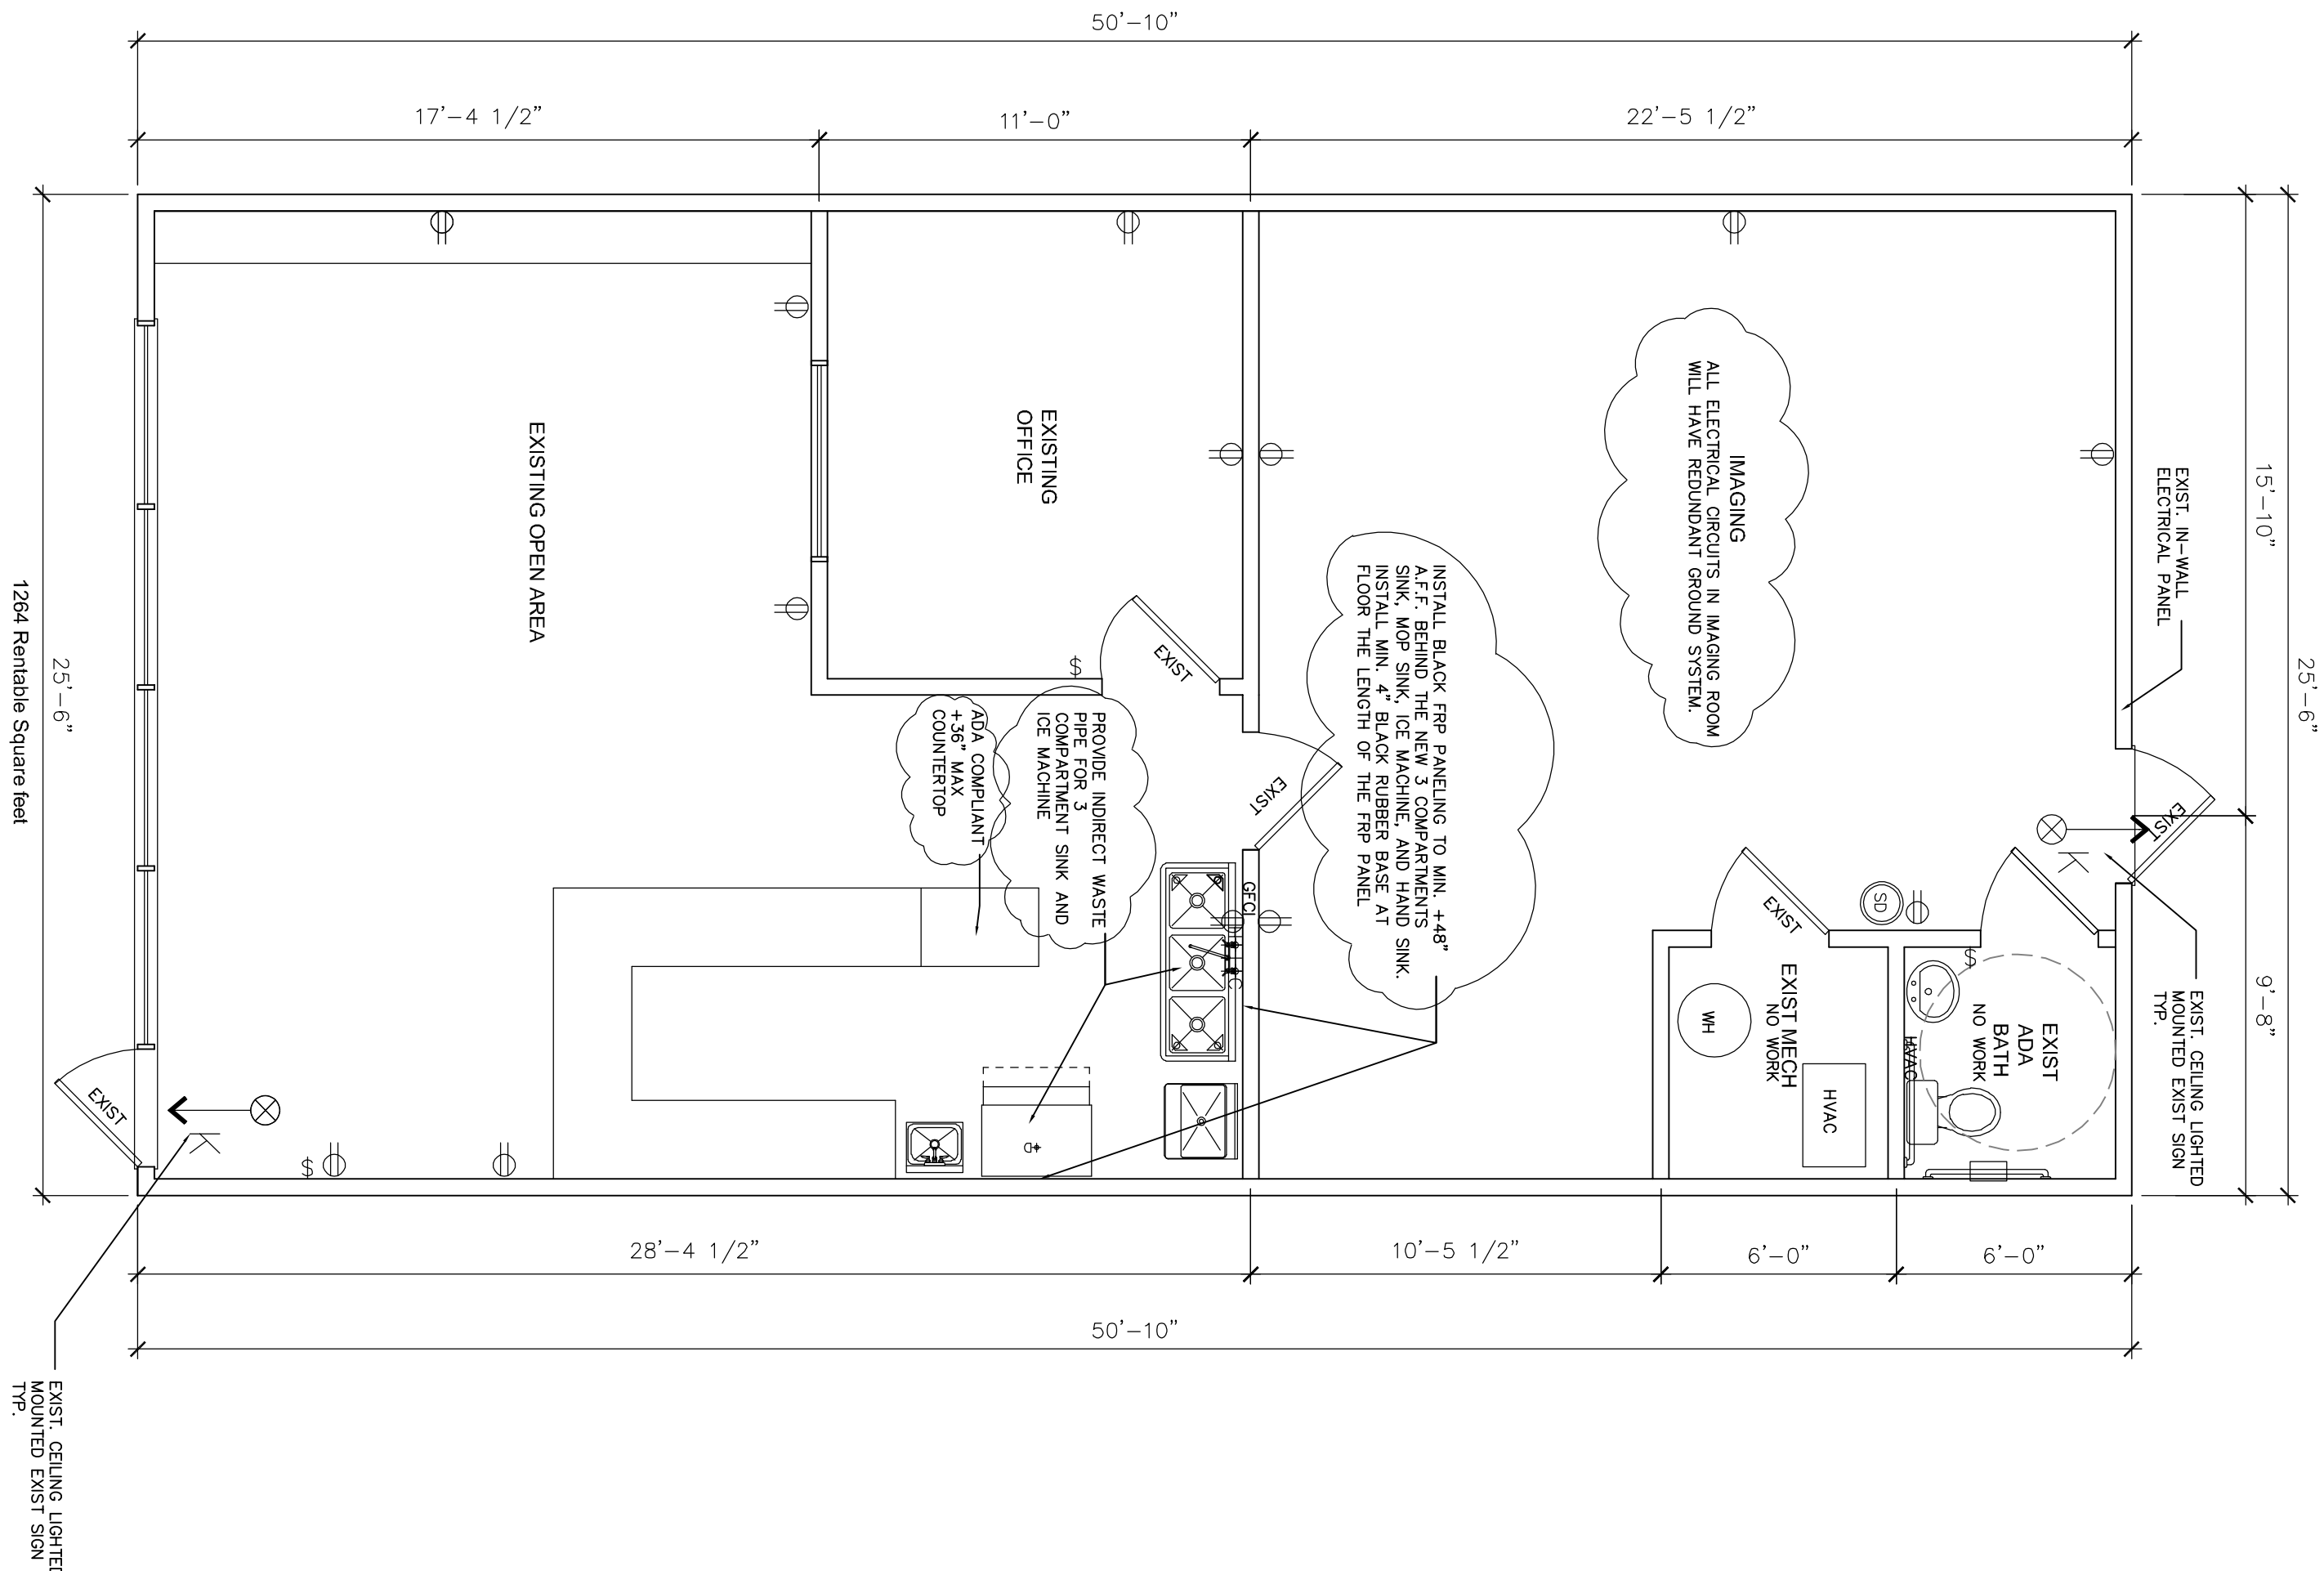 50'-10"
17'-4 1/2"
11'-0"
22'-5 1/2"
25'-6"
15'-10"
9'-8"
EXIST. IN-WALL
ELECTRICAL PANEL
EXIST
EXIST. CEILING LIGHTED
MOUNTED EXIST SIGN
TYP.
IMAGING
ALL ELECTRICAL CIRCUITS IN IMAGING ROOM
WILL HAVE REDUNDANT GROUND SYSTEM.
INSTALL BLACK FRP PANELING TO MIN. +48"
A.F.F. BEHIND THE NEW 3 COMPARTMENTS
SINK, MOP SINK, ICE MACHINE, AND HAND SINK.
INSTALL MIN. 4" BLACK RUBBER BASE AT
FLOOR THE LENGTH OF THE FRP PANEL
EXISTING
OFFICE
EXIST
$
EXISTING OPEN AREA
PROVIDE INDIRECT WASTE
PIPE FOR 3
COMPARTMENT SINK AND
ICE MACHINE
ADA COMPLIANT
+36" MAX
COUNTERTOP
EXIST
GFCI
C
SD
EXIST
EXIST MECH
NO WORK
WH
HVAC
$
EXIST
ADA
BATH
NO WORK
HVAC
EXIST
$
25'-6"
1264 Rentable Square feet
28'-4 1/2"
10'-5 1/2"
6'-0"
6'-0"
50'-10"
EXIST. CEILING LIGHTED
MOUNTED EXIST SIGN
TYP.